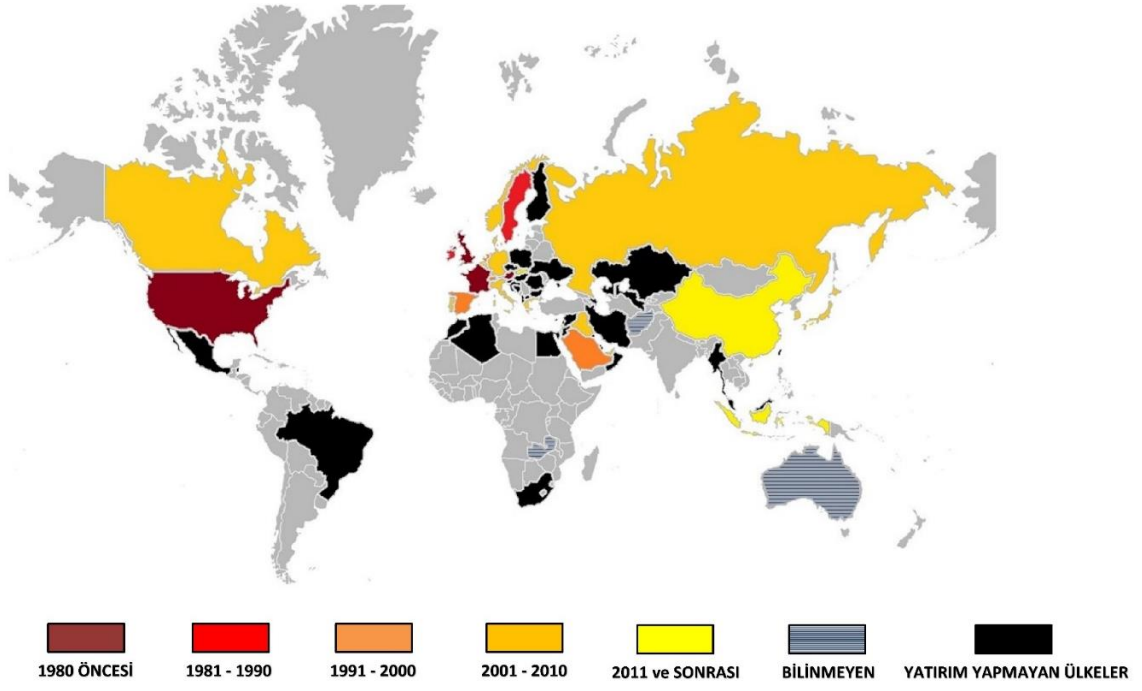 1980 ÖNCESİ
1981 - 1990
1991 - 2000
2001 - 2010
2011 ve SONRASI
BİLİNMEYEN
YATIRIM YAPMAYAN ÜLKELER